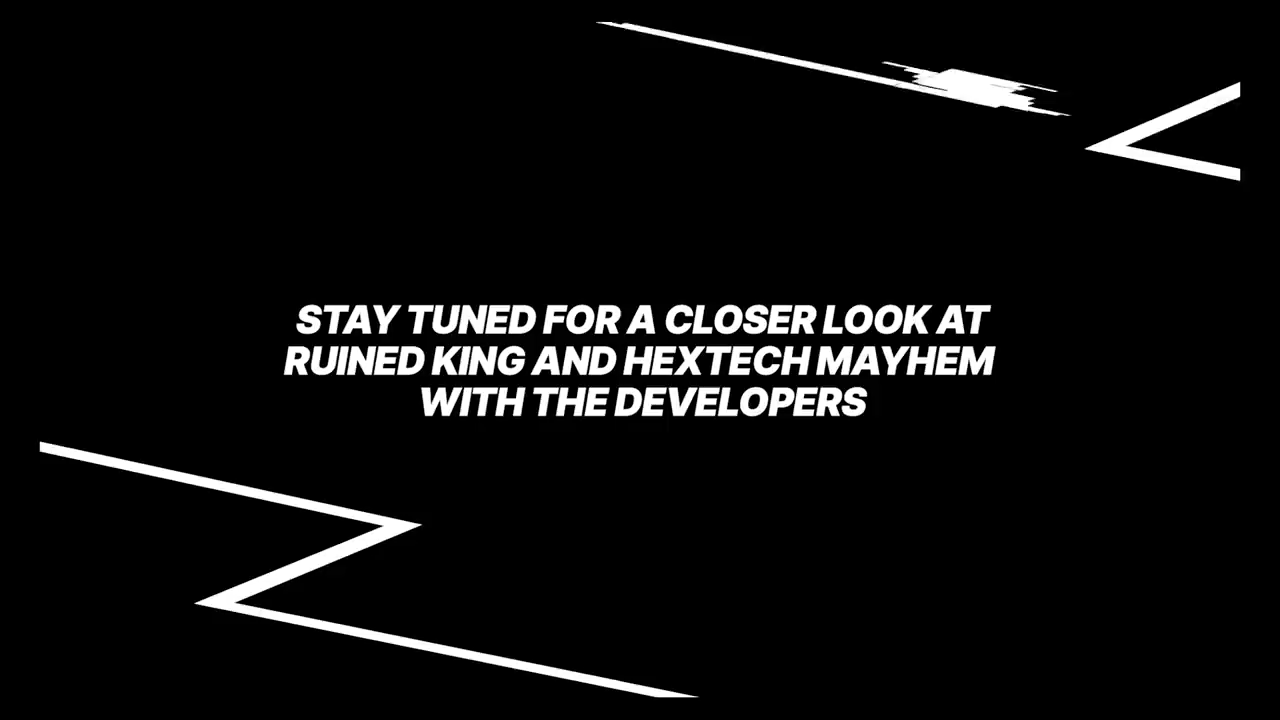 STAY TUNED FOR A CLOSER LOOK AT
RUINED KING AND HEXTECH MAYHEM
WITH THE DEVELOPERS